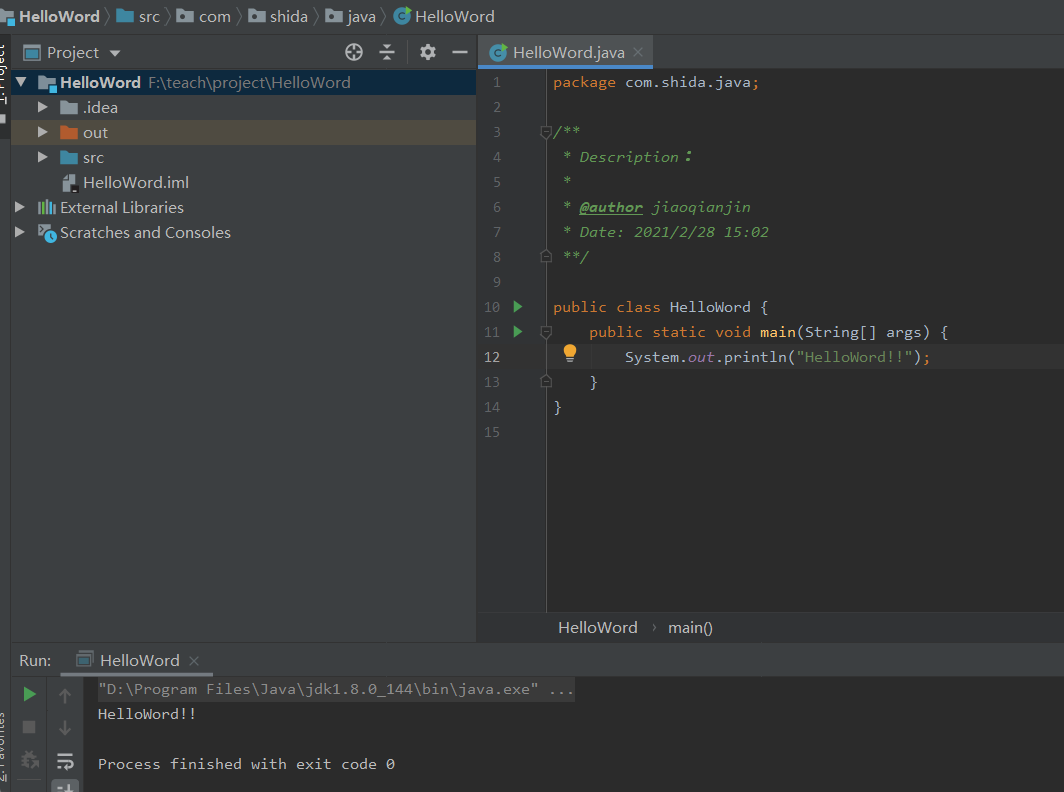 HelloWord src com shida java HelloWord
Project
HelloWord F:\teach\project\HelloWord
.idea
out
src
HelloWord.iml
External Libraries
Scratches and Consoles
HelloWord.java
1 package com.shida.java;
2
3 /**
4 * Description：
5 *
6 * @author jiaoqianjin
7 * Date: 2021/2/28 15:02
8 **/
9
10 public class HelloWord {
11 public static void main(String[] args) {
12 System.out.println("HelloWord!!");
13 }
14 }
15
HelloWord › main()
Run: HelloWord
"D:\Program Files\Java\jdk1.8.0_144\bin\java.exe" ...
HelloWord!!
Process finished with exit code 0